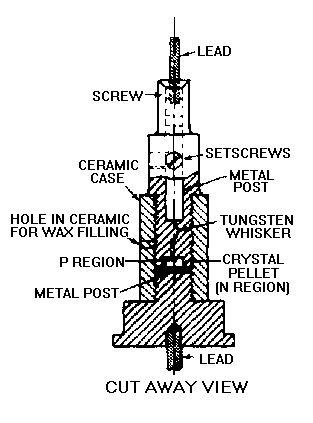 LEAD
SCREW
SETSCREWS
CERAMIC
CASE
METAL
POST
HOLE IN CERAMIC
FOR WAX FILLING
TUNGSTEN
WHISKER
P REGION
CRYSTAL
PELLET
(N REGION)
METAL POST
LEAD
CUT AWAY VIEW